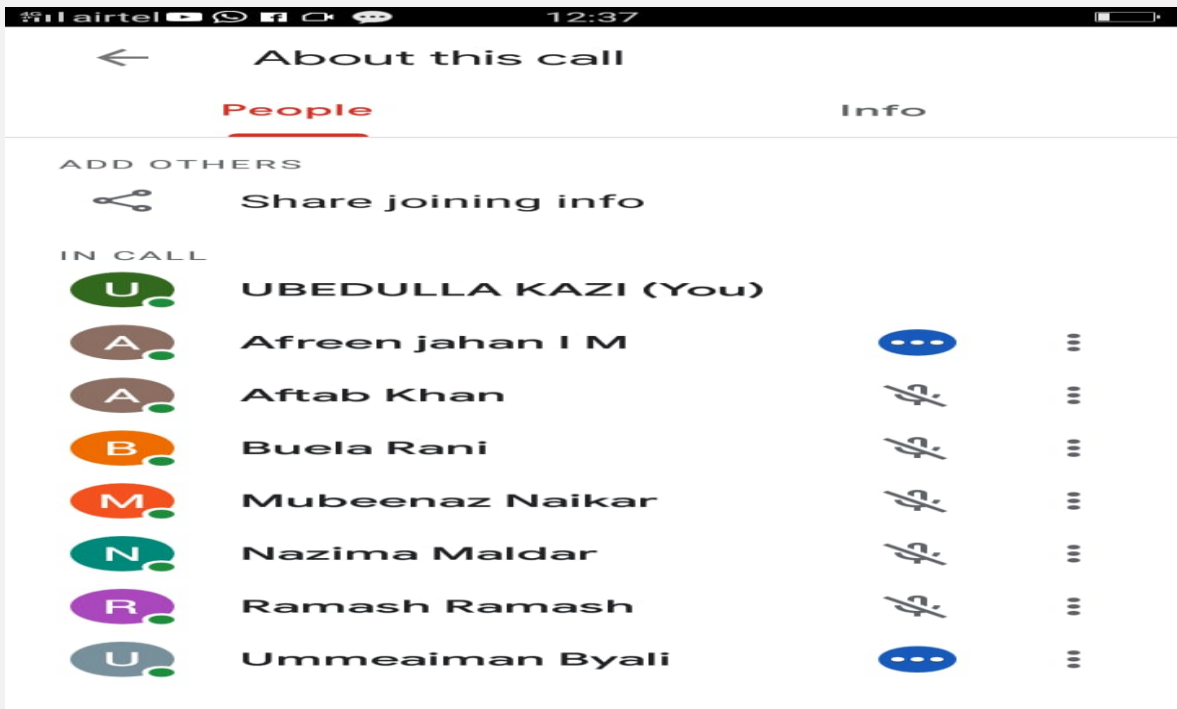 4G airtel 12:37
About this call
People Info
ADD OTHERS
Share joining info
IN CALL
U UBEDULLA KAZI (You)
A Afreen jahan I M
A Aftab Khan
B Buela Rani
M Mubeenaz Naikar
N Nazima Maldar
R Ramash Ramash
U Ummeaiman Byali